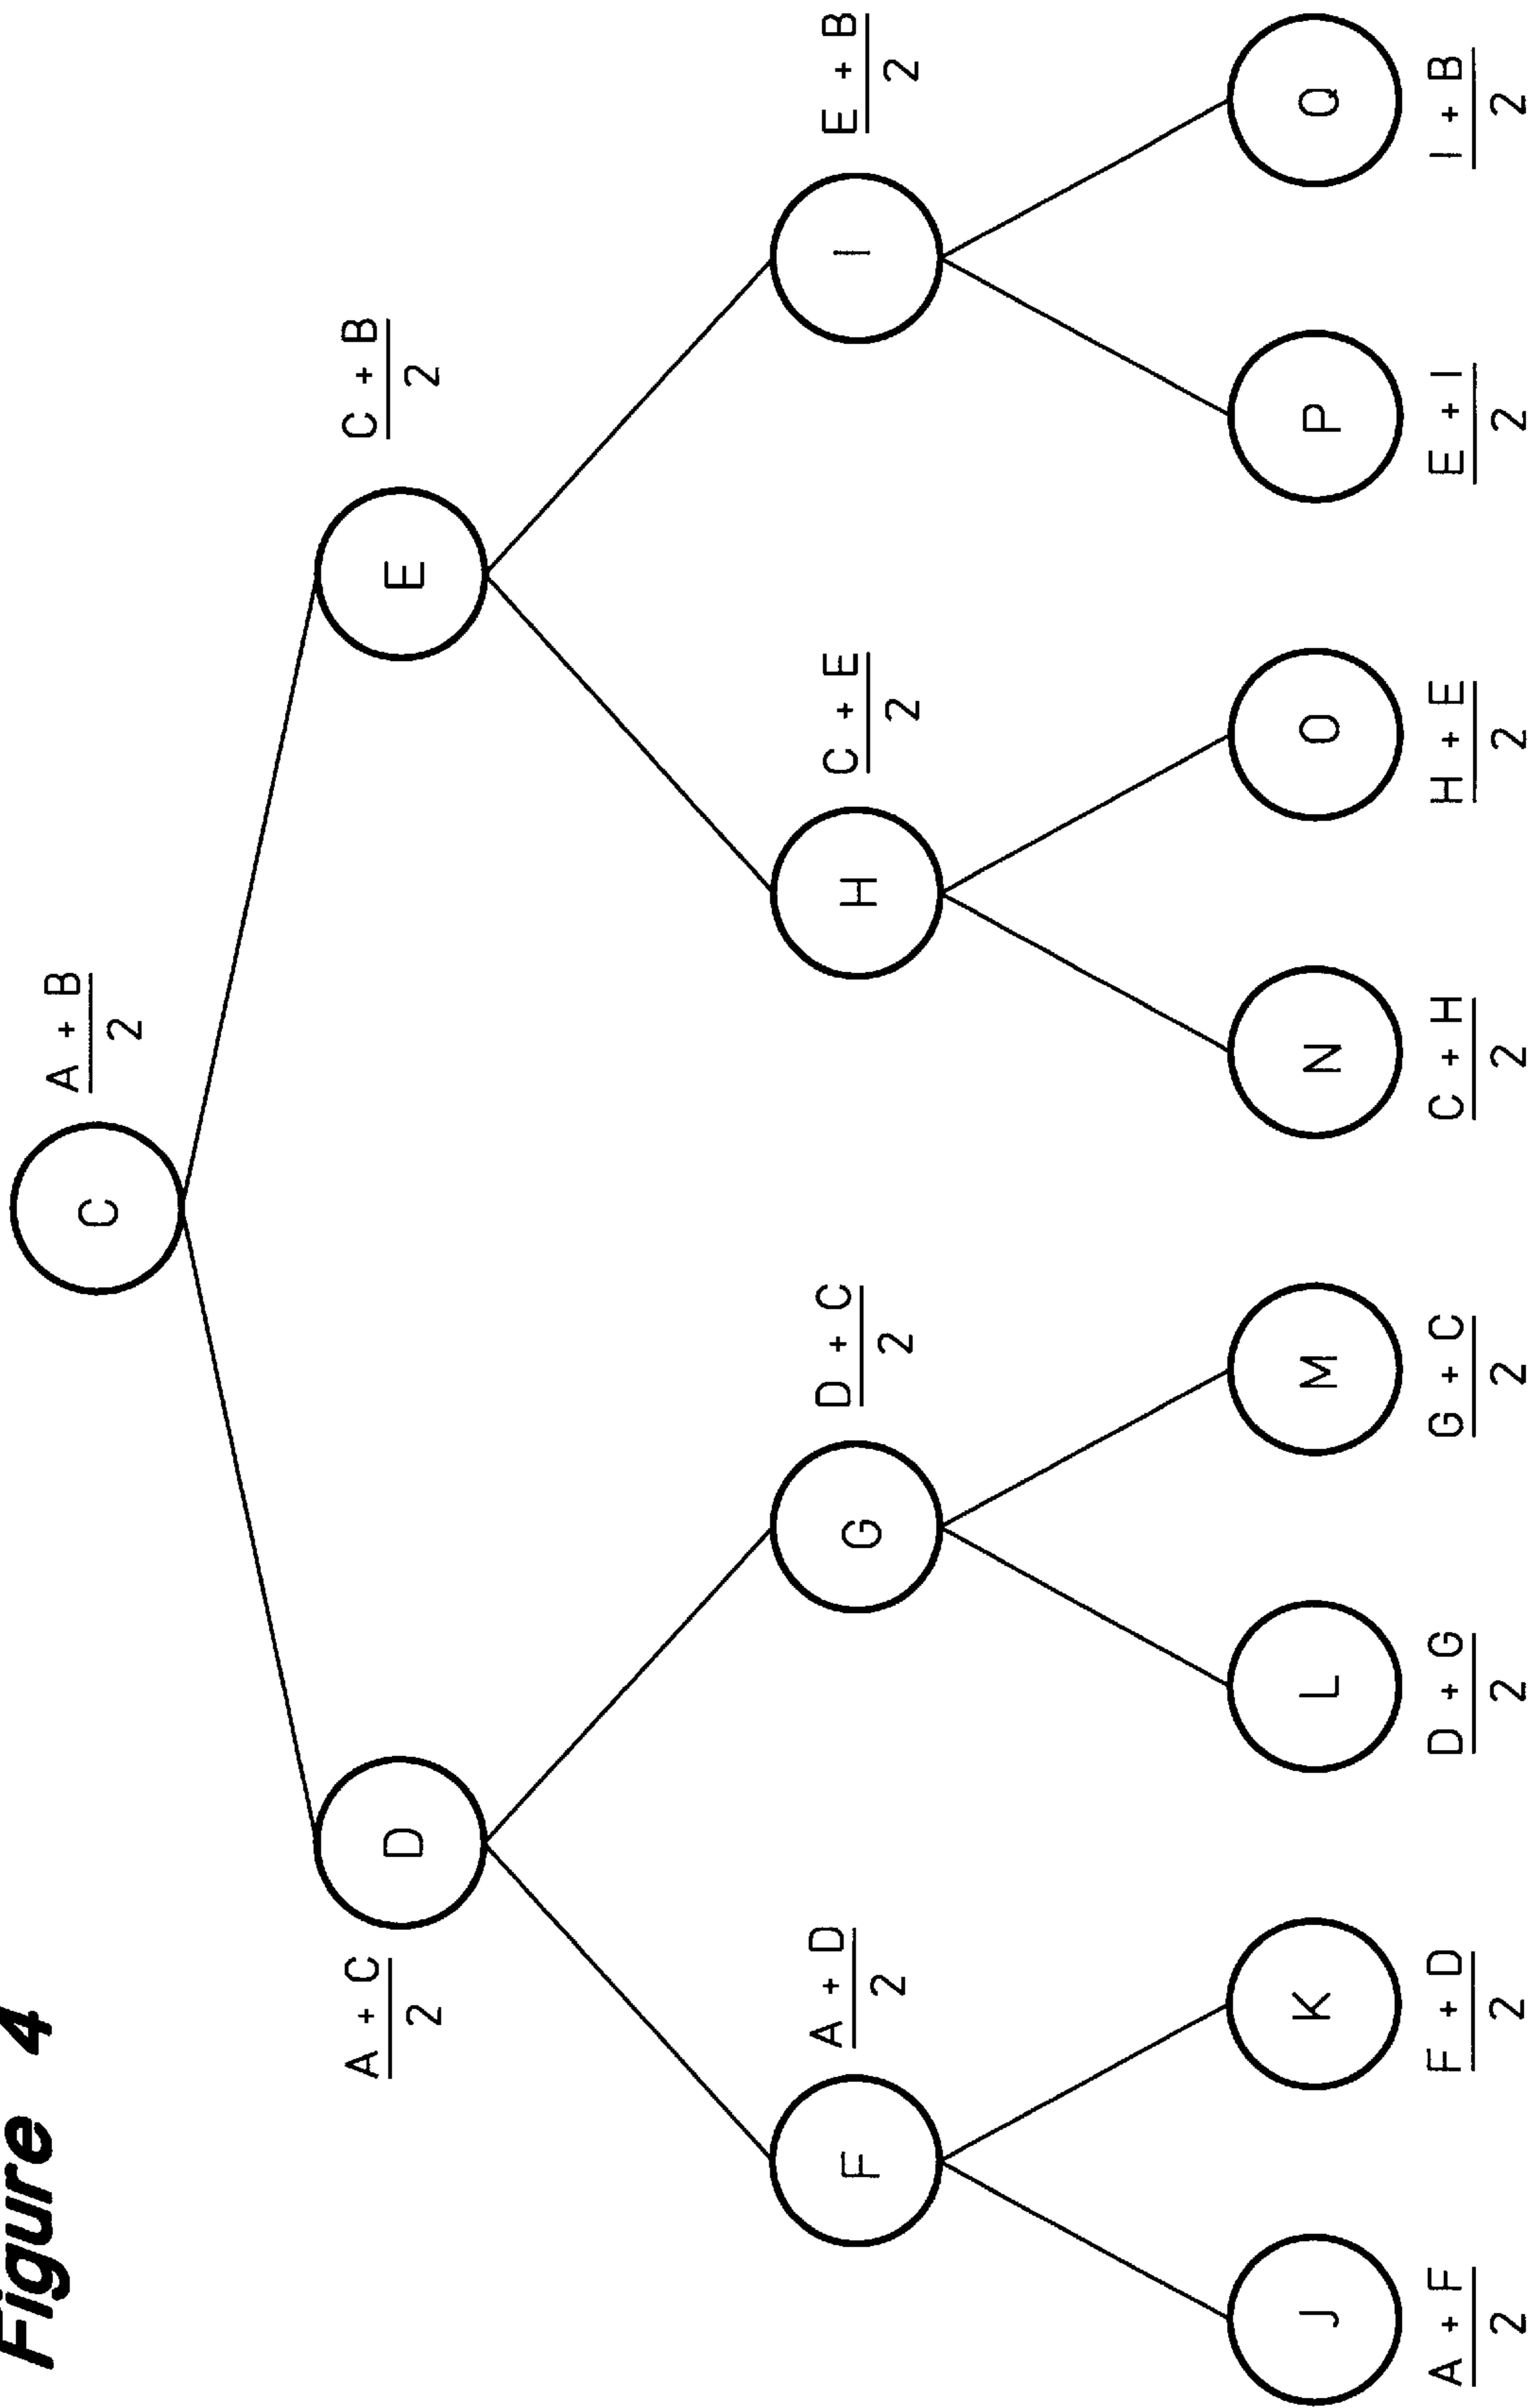 Figure 4
C
A + B
2
A + C
2
D
E
C + B
2
F
A + D
2
G
D + C
2
H
C + E
2
I
E + B
2
J
K
L
M
N
O
P
Q
A + F
2
F + D
2
D + G
2
G + C
2
C + H
2
H + E
2
E + I
2
I + B
2